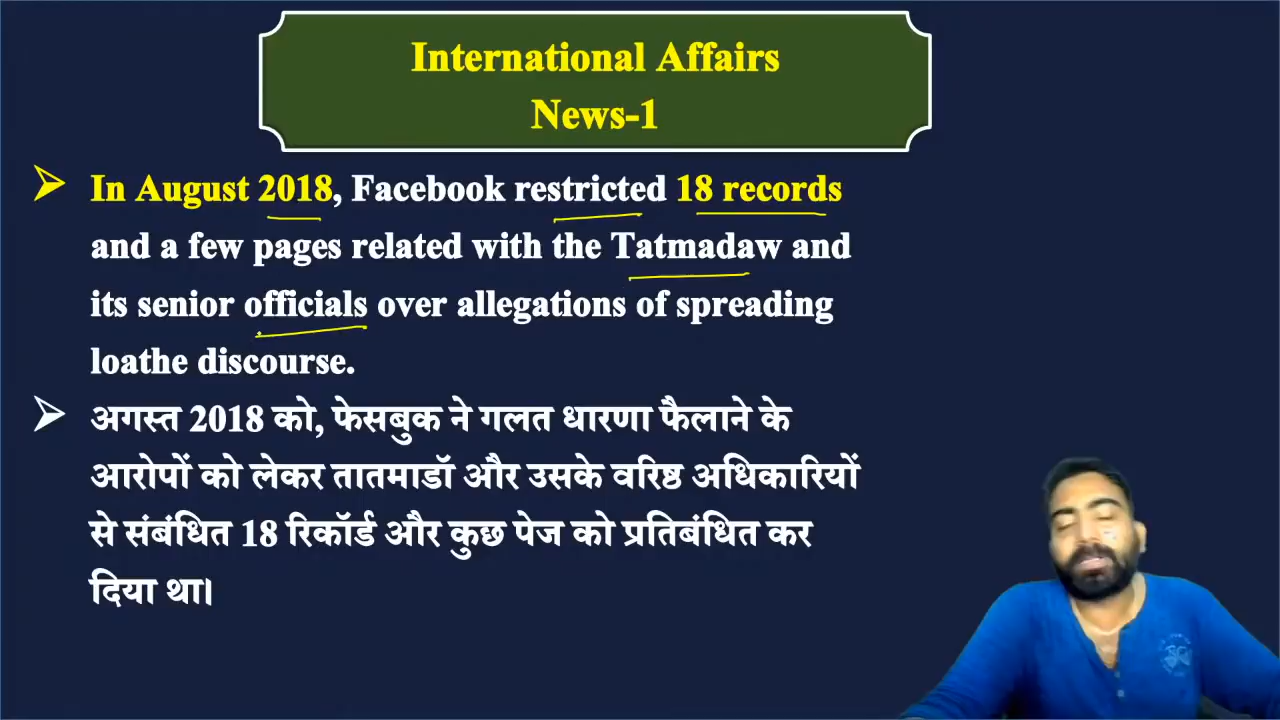 International Affairs
News-1
In August 2018, Facebook restricted 18 records
and a few pages related with the Tatmadaw and
its senior officials over allegations of spreading
loathe discourse.
अगस्त 2018 को, फेसबुक ने गलत धारणा फैलाने के
आरोपों को लेकर तातमाडॉ और उसके वरिष्ठ अधिकारियों
से संबंधित 18 रिकॉर्ड और कुछ पेज को प्रतिबंधित कर
दिया था।